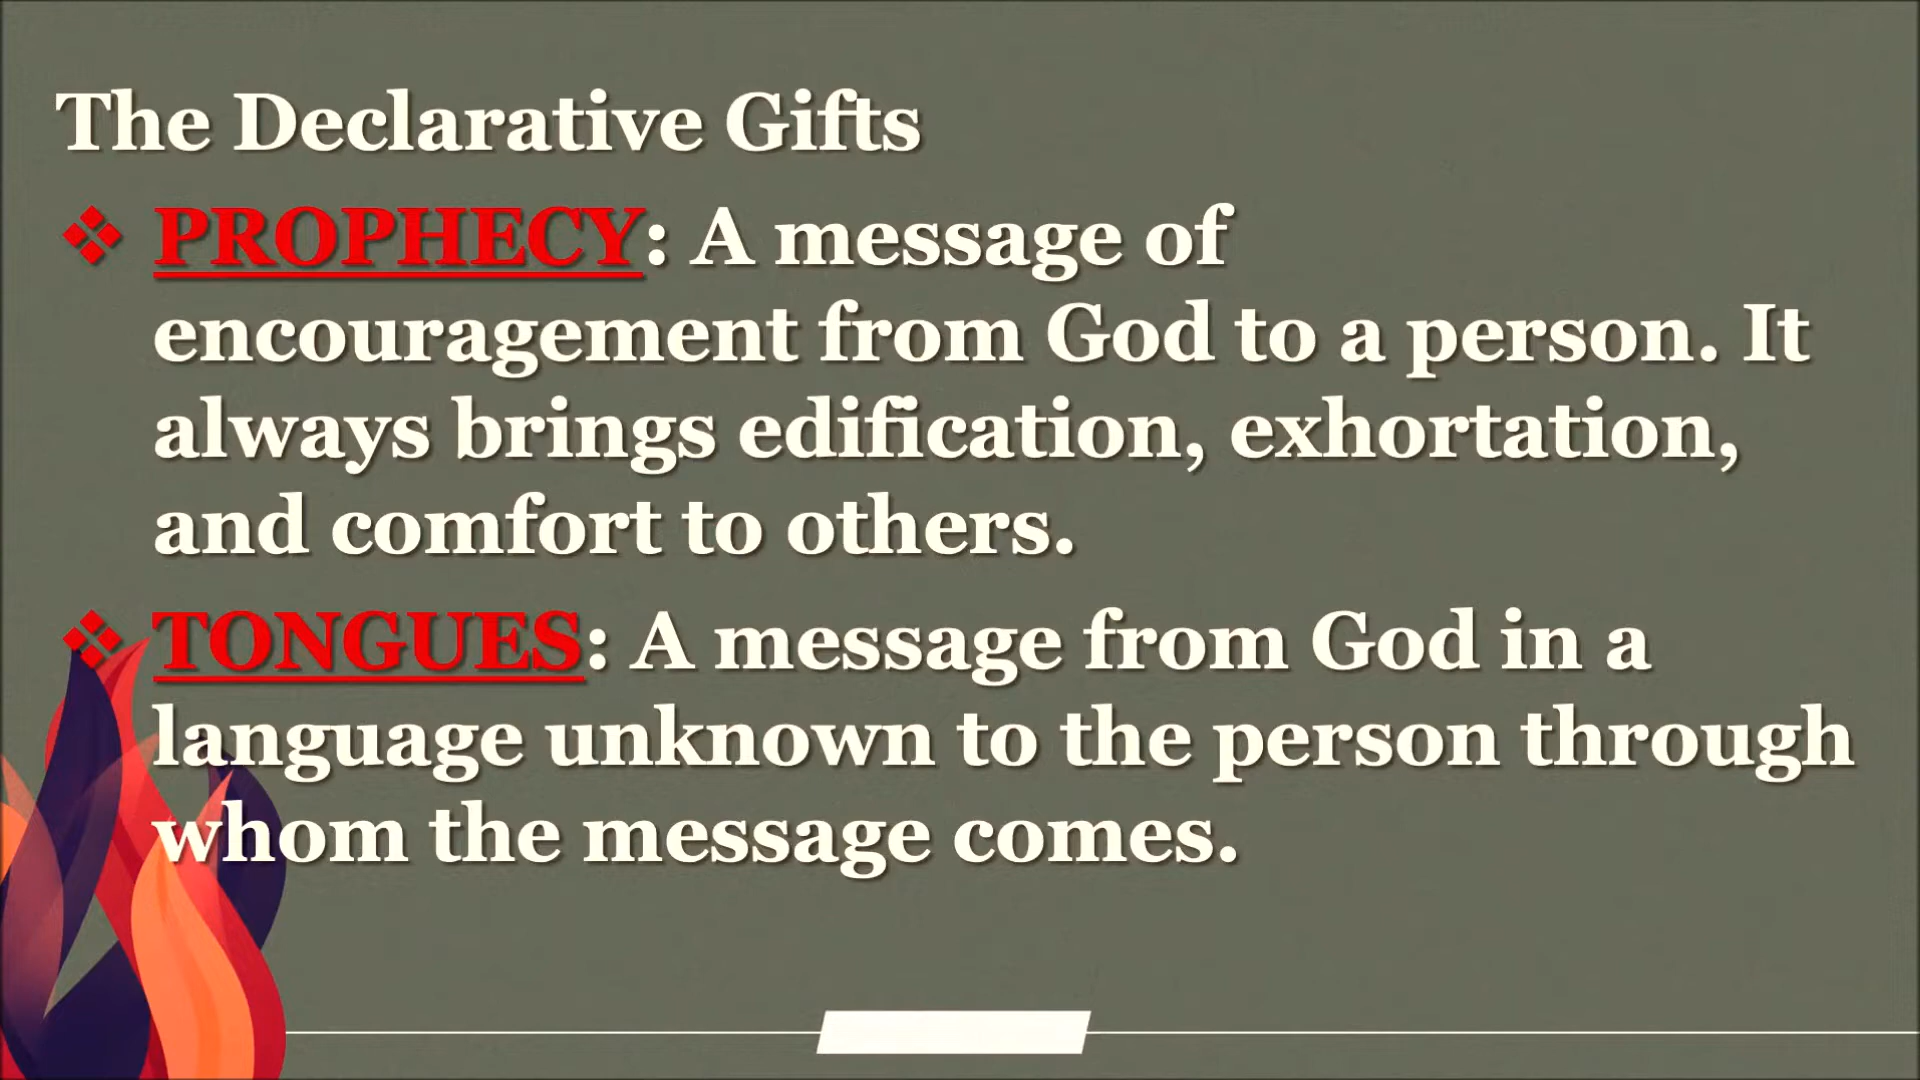 The Declarative Gifts
❖ PROPHECY: A message of
encouragement from God to a person. It
always brings edification, exhortation,
and comfort to others.
❖ TONGUES: A message from God in a
language unknown to the person through
whom the message comes.